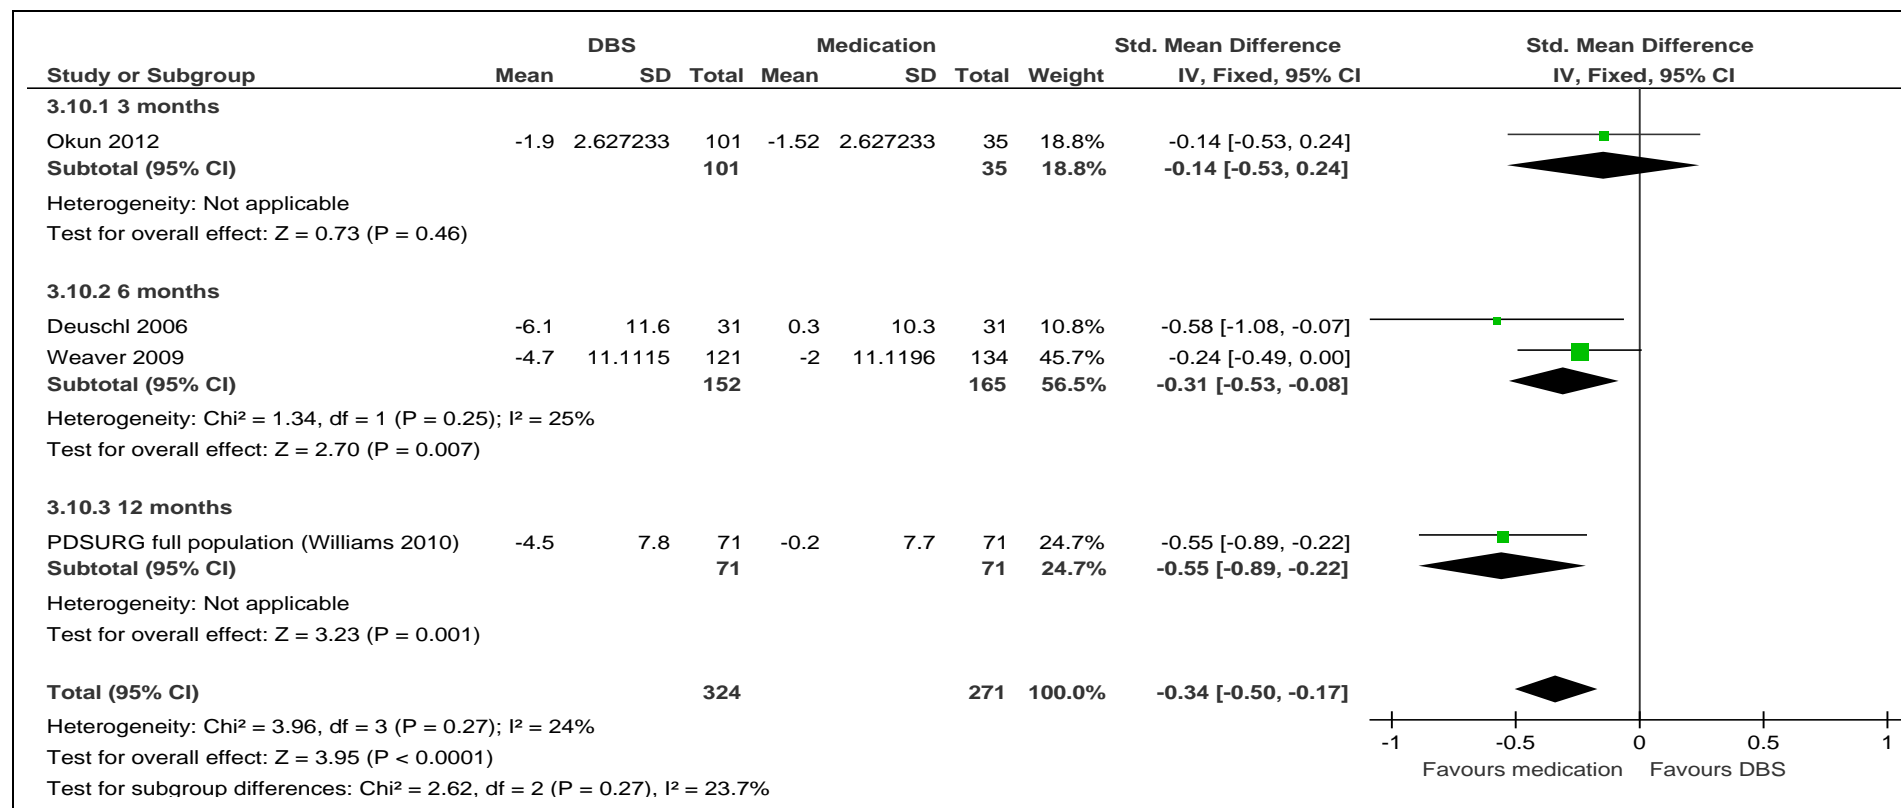 DBS Medication Std. Mean Difference Std. Mean Difference
Study or Subgroup Mean SD Total Mean SD Total Weight IV, Fixed, 95% CI IV, Fixed, 95% CI
3.10.1 3 months
Okun 2012 -1.9 2.627233 101 -1.52 2.627233 35 18.8% -0.14 [-0.53, 0.24]
Subtotal (95% CI) 101 35 18.8% -0.14 [-0.53, 0.24]
Heterogeneity: Not applicable
Test for overall effect: Z = 0.73 (P = 0.46)
3.10.2 6 months
Deuschl 2006 -6.1 11.6 31 0.3 10.3 31 10.8% -0.58 [-1.08, -0.07]
Weaver 2009 -4.7 11.1115 121 -2 11.1196 134 45.7% -0.24 [-0.49, 0.00]
Subtotal (95% CI) 152 165 56.5% -0.31 [-0.53, -0.08]
Heterogeneity: Chi² = 1.34, df = 1 (P = 0.25); I² = 25%
Test for overall effect: Z = 2.70 (P = 0.007)
3.10.3 12 months
PDSURG full population (Williams 2010) -4.5 7.8 71 -0.2 7.7 71 24.7% -0.55 [-0.89, -0.22]
Subtotal (95% CI) 71 71 24.7% -0.55 [-0.89, -0.22]
Heterogeneity: Not applicable
Test for overall effect: Z = 3.23 (P = 0.001)
Total (95% CI) 324 271 100.0% -0.34 [-0.50, -0.17]
Heterogeneity: Chi² = 3.96, df = 3 (P = 0.27); I² = 24%
Test for overall effect: Z = 3.95 (P < 0.0001)
Test for subgroup differences: Chi² = 2.62, df = 2 (P = 0.27), I² = 23.7%
-1 -0.5 0 0.5 1
Favours medication Favours DBS